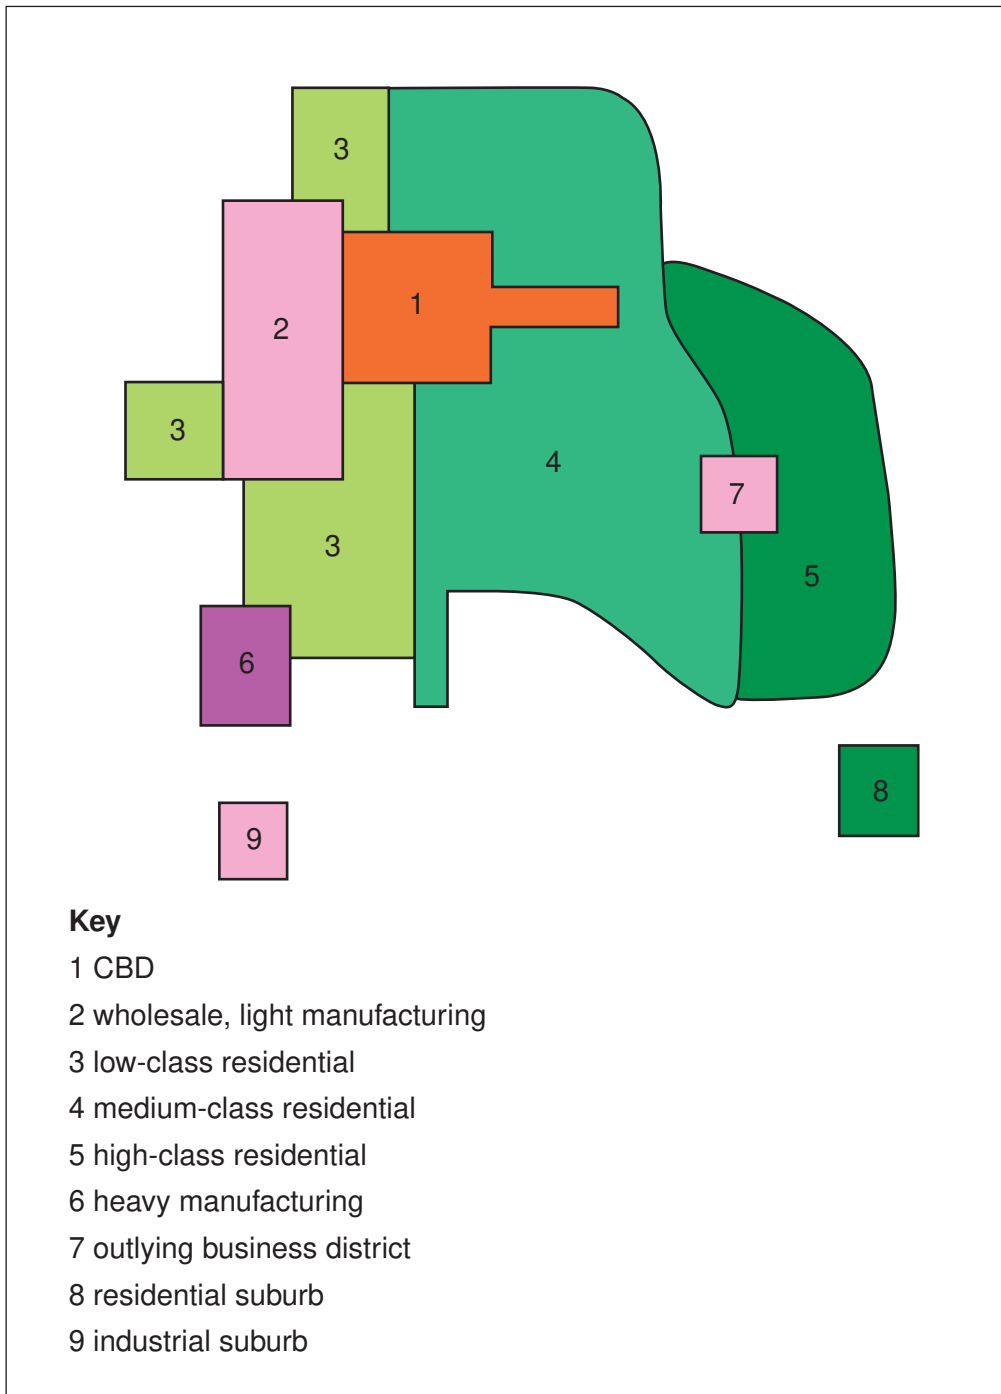 3
1
2
3
4
7
3
5
6
8
9
Key
1 CBD
2 wholesale, light manufacturing
3 low-class residential
4 medium-class residential
5 high-class residential
6 heavy manufacturing
7 outlying business district
8 residential suburb
9 industrial suburb